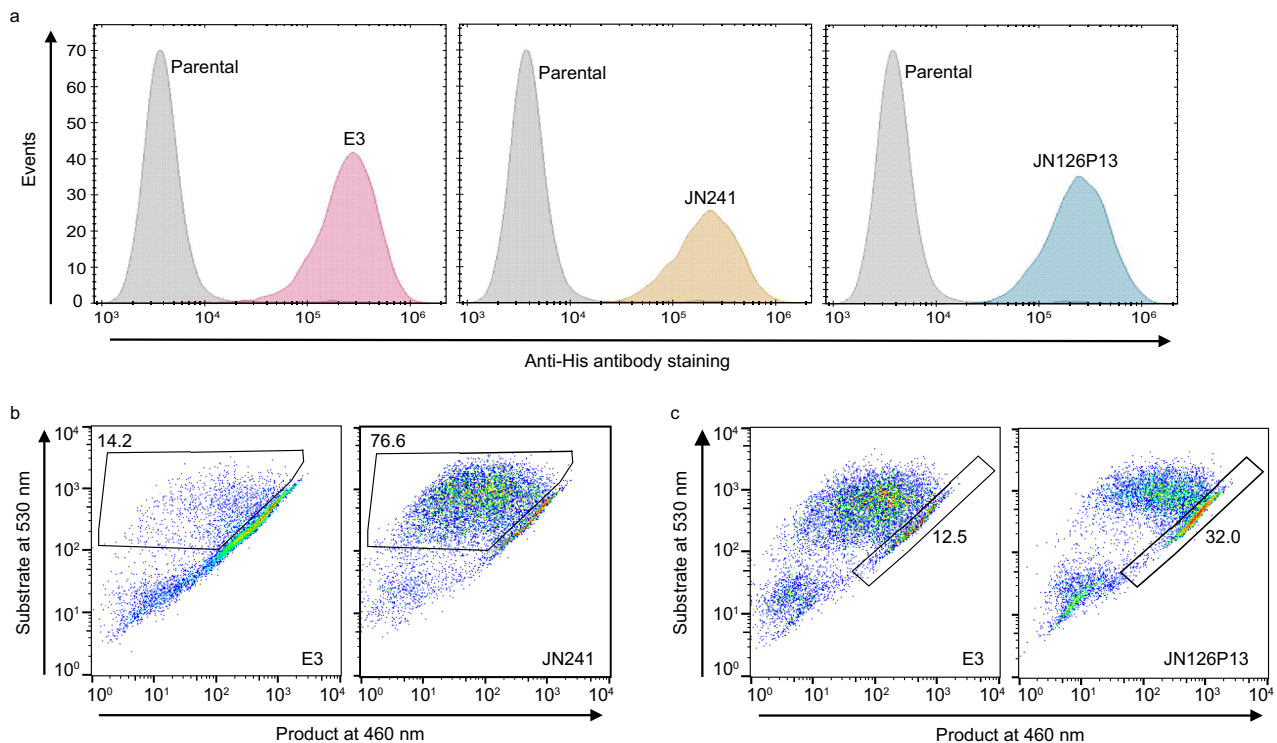 a
Events
70
60
50
40
30
20
10
0
Parental
E3
Parental
JN241
Parental
JN126P13
10³ 10⁴ 10⁵ 10⁶
10³ 10⁴ 10⁵ 10⁶
10³ 10⁴ 10⁵ 10⁶
Anti-His antibody staining
b
Substrate at 530 nm
10⁴
10³
10²
10¹
10⁰
14.2
E3
76.6
JN241
10⁰ 10¹ 10² 10³ 10⁴
10⁰ 10¹ 10² 10³ 10⁴
Product at 460 nm
c
Substrate at 530 nm
10⁴
10³
10²
10¹
10⁰
12.5
E3
32.0
JN126P13
10⁰ 10¹ 10² 10³ 10⁴
10⁰ 10¹ 10² 10³ 10⁴
Product at 460 nm